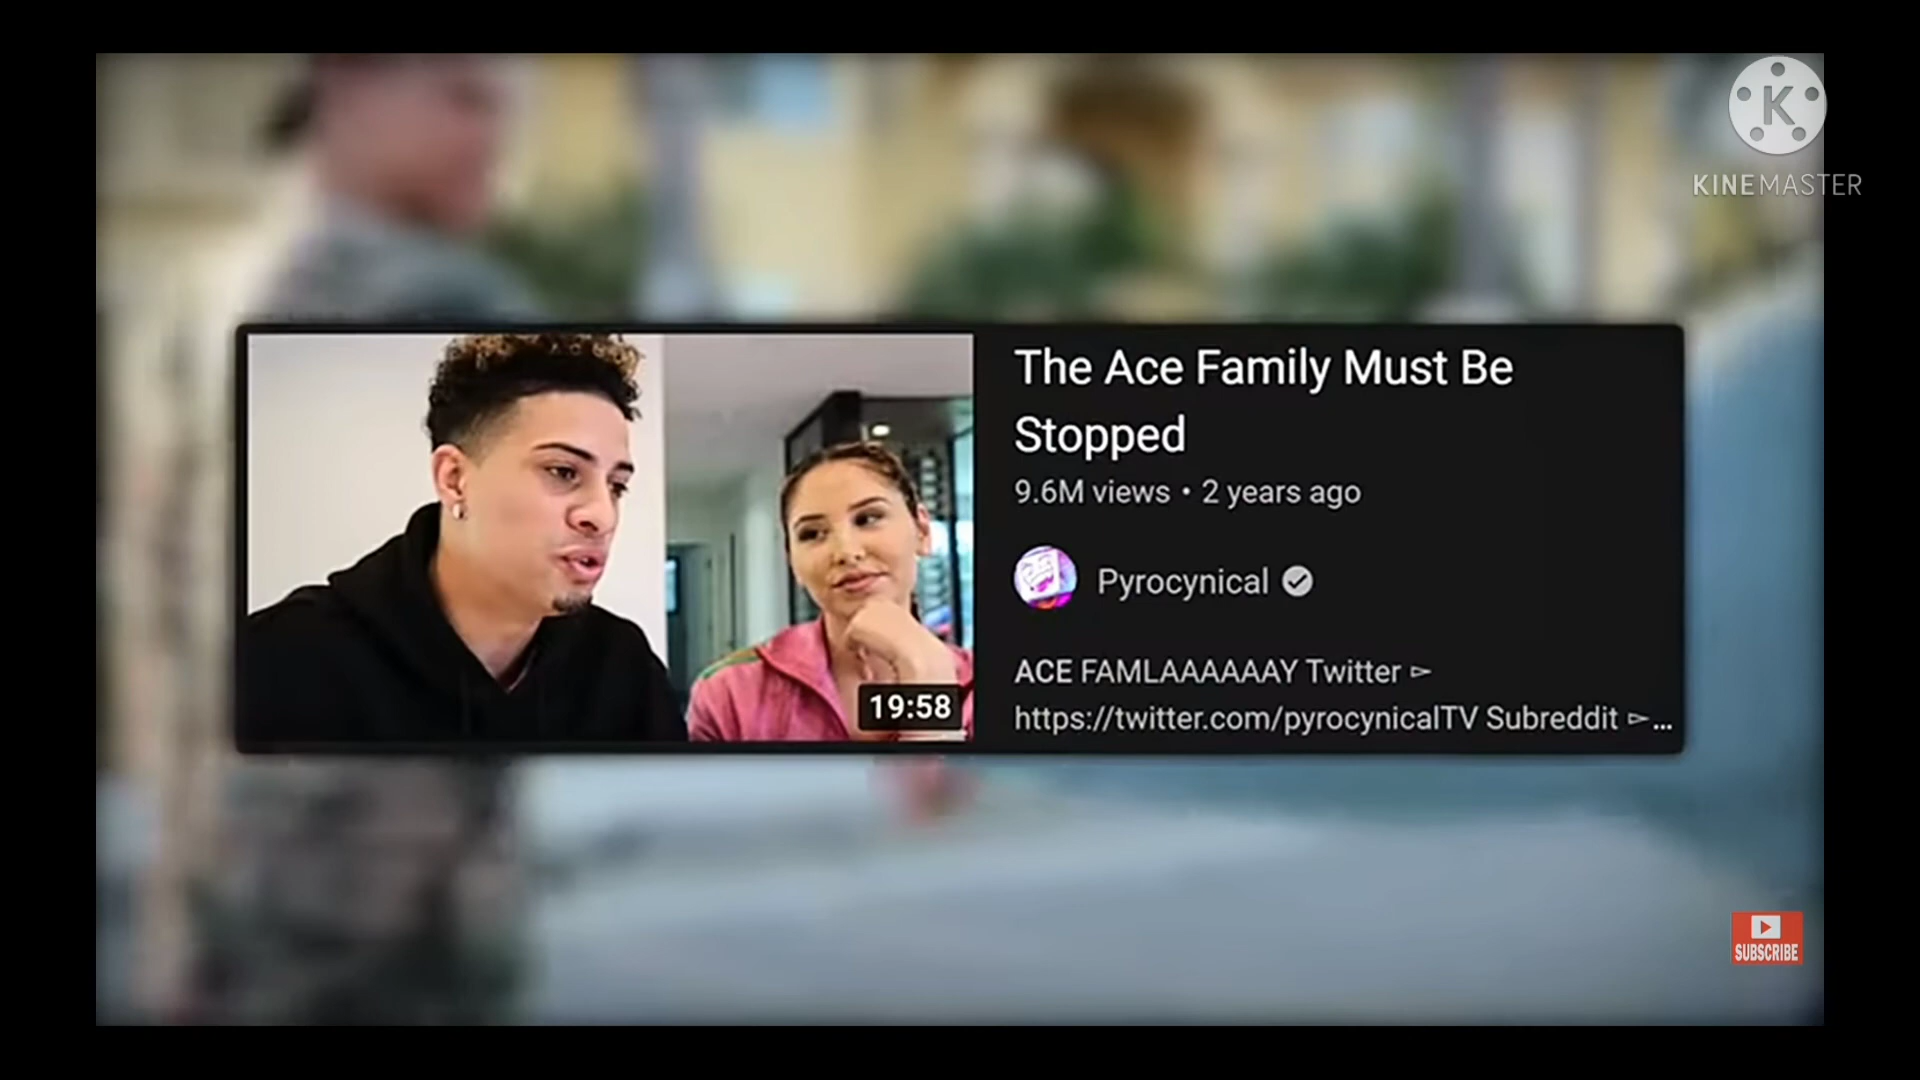 K
KINEMASTER
The Ace Family Must Be
Stopped
9.6M views • 2 years ago
Pyrocynical
ACE FAMLAAAAAAY Twitter ▻
https://twitter.com/pyrocynicalTV Subreddit ▻...
19:58
SUBSCRIBE